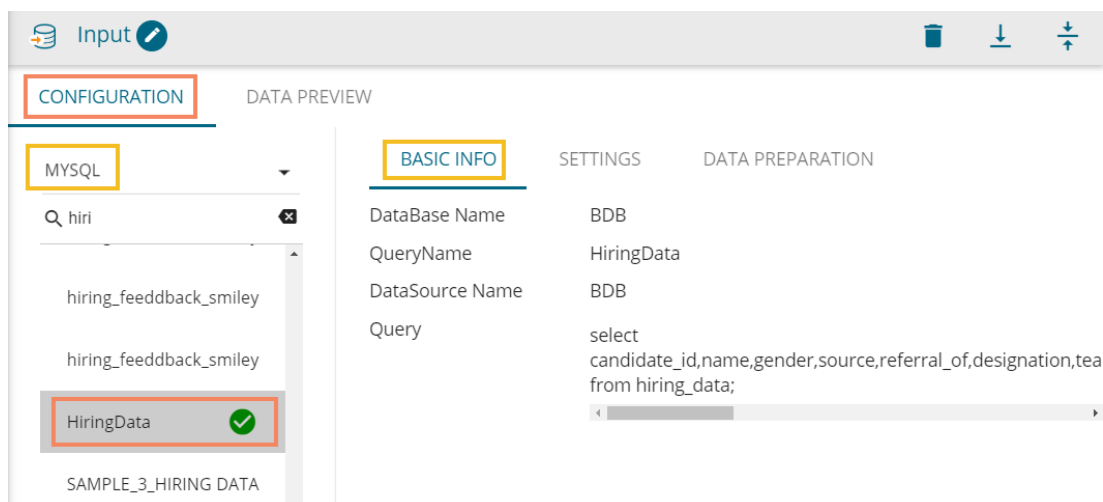 Input
CONFIGURATION DATA PREVIEW
MYSQL
hiri
hiring_feeddback_smiley
hiring_feeddback_smiley
HiringData
SAMPLE_3_HIRING DATA
BASIC INFO SETTINGS DATA PREPARATION
DataBase Name BDB
QueryName HiringData
DataSource Name BDB
Query select
candidate_id,name,gender,source,referral_of,designation,tea
from hiring_data;